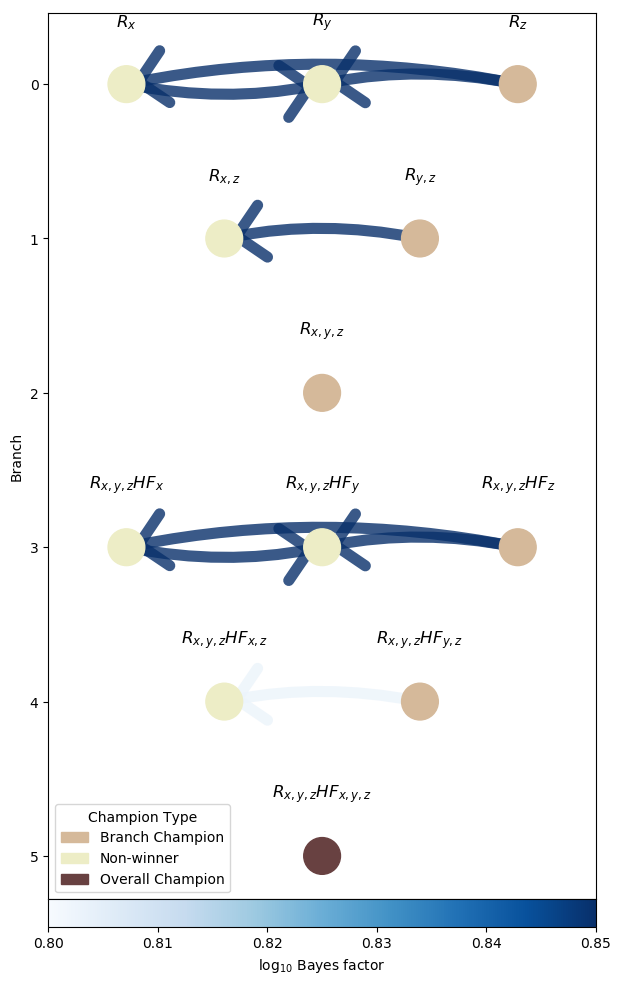 R_x R_y R_z
0
R_{x,z} R_{y,z}
1
R_{x,y,z}
2
R_{x,y,z}HF_x R_{x,y,z}HF_y R_{x,y,z}HF_z
3
R_{x,y,z}HF_{x,z} R_{x,y,z}HF_{y,z}
4
R_{x,y,z}HF_{x,y,z}
5
Branch
Champion Type
Branch Champion
Non-winner
Overall Champion
0.80 0.81 0.82 0.83 0.84 0.85
log₁₀ Bayes factor